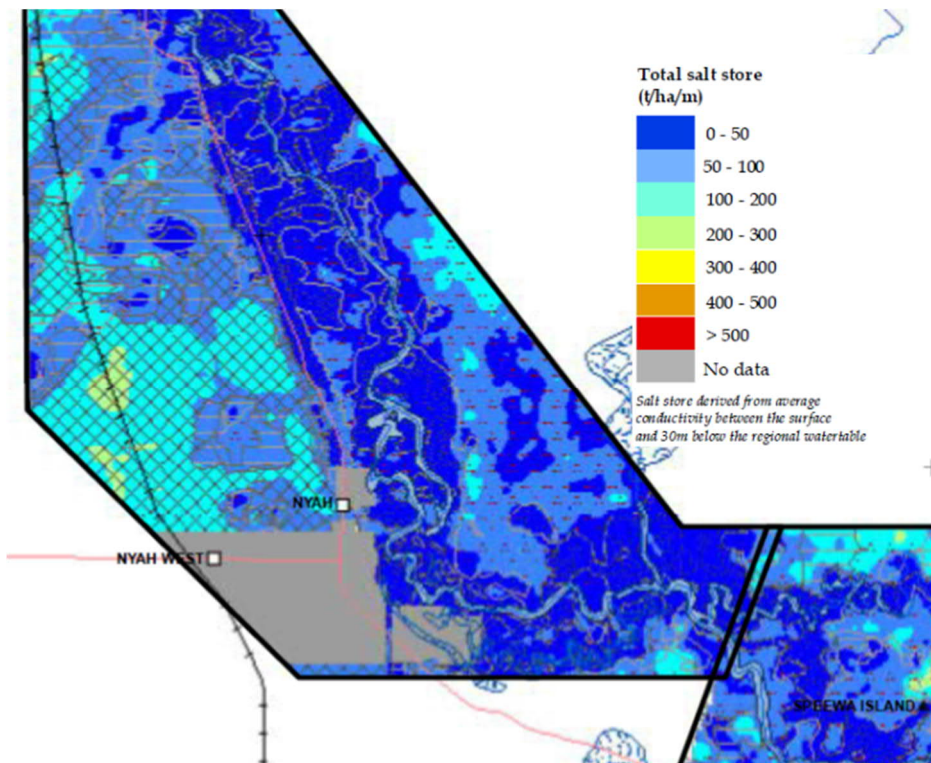 Total salt store
(t/ha/m)
0 - 50
50 - 100
100 - 200
200 - 300
300 - 400
400 - 500
> 500
No data
Salt store derived from average
conductivity between the surface
and 30m below the regional watertable
NYAH
NYAH WEST
SPEEWA ISLAND &